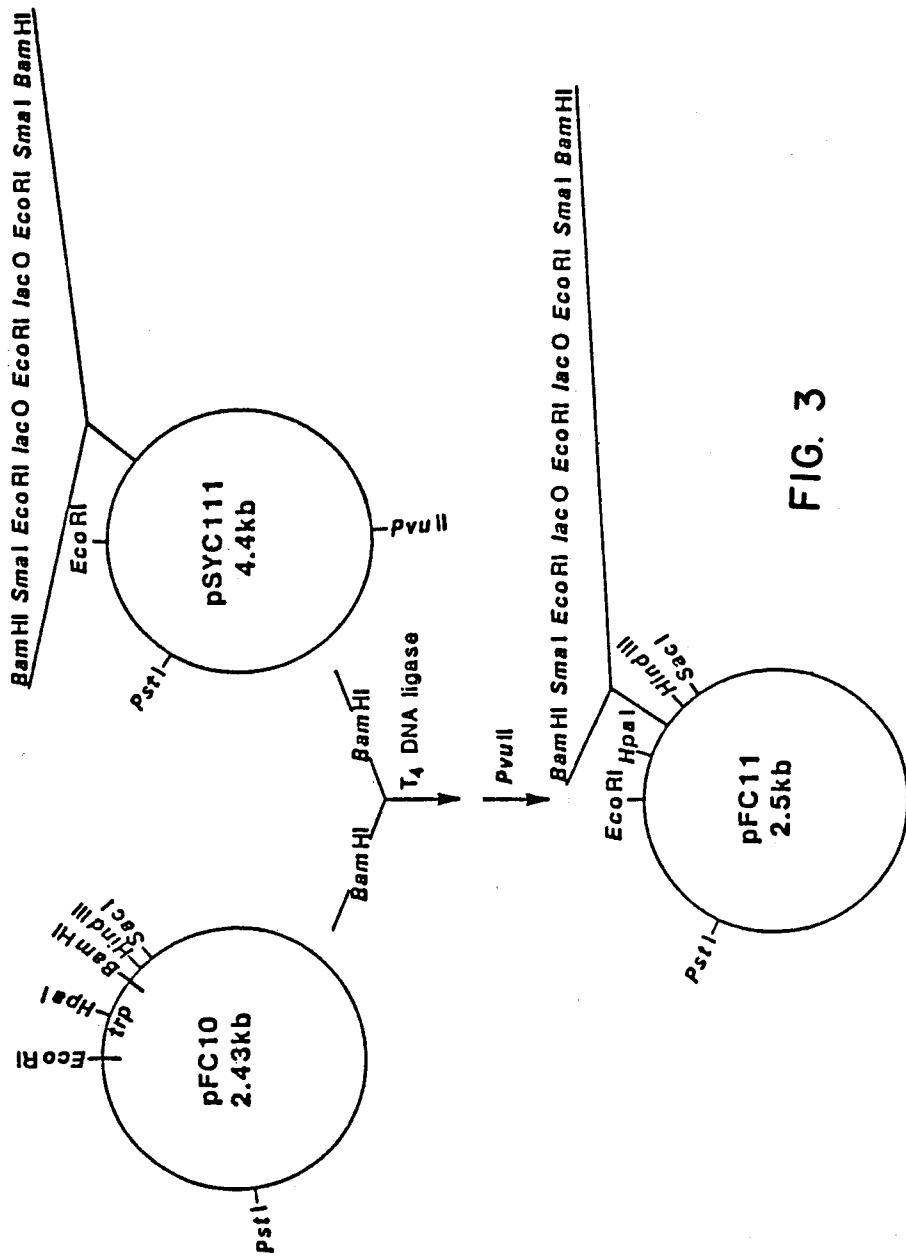 BamHI SmaI EcoRI lacO EcoRI lacO EcoRI SmaI BamHI
EcoRI
HpaI
trp
BamHI
HindIII
SacI
PstI
pFC10
2.43kb
EcoRI
PstI
pSYC111
4.4kb
PvuII
BamHI
BamHI
T4 DNA ligase
PvuII
BamHI SmaI EcoRI lacO EcoRI lacO EcoRI SmaI BamHI
EcoRI
HpaI
HindIII
SacI
PstI
pFC11
2.5kb
FIG. 3